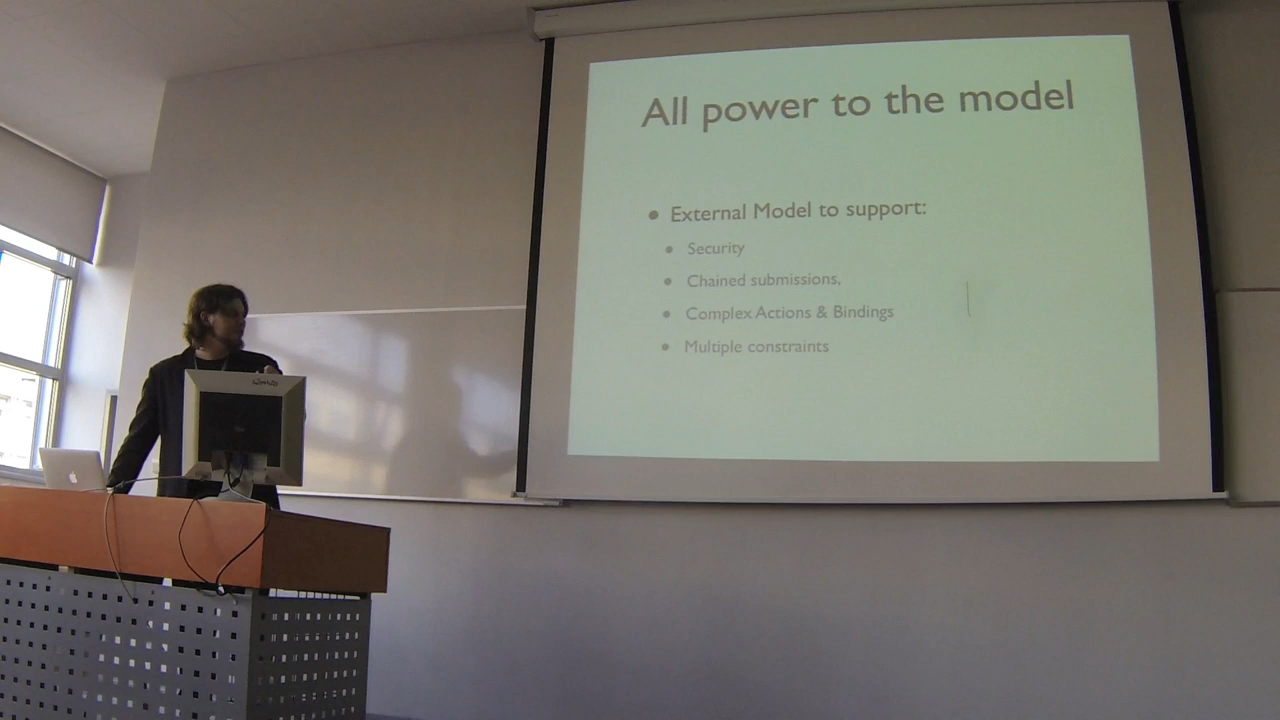 All power to the model
External Model to support:
Security
Chained submissions,
Complex Actions & Bindings
Multiple constraints